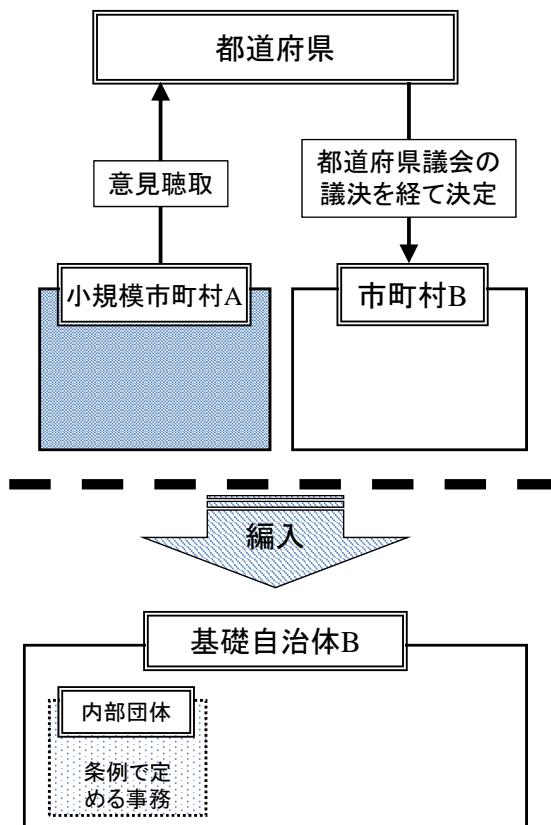 都道府県
意見聴取
都道府県議会の
議決を経て決定
小規模市町村A
市町村B
編入
基礎自治体B
内部団体
条例で定
める事務